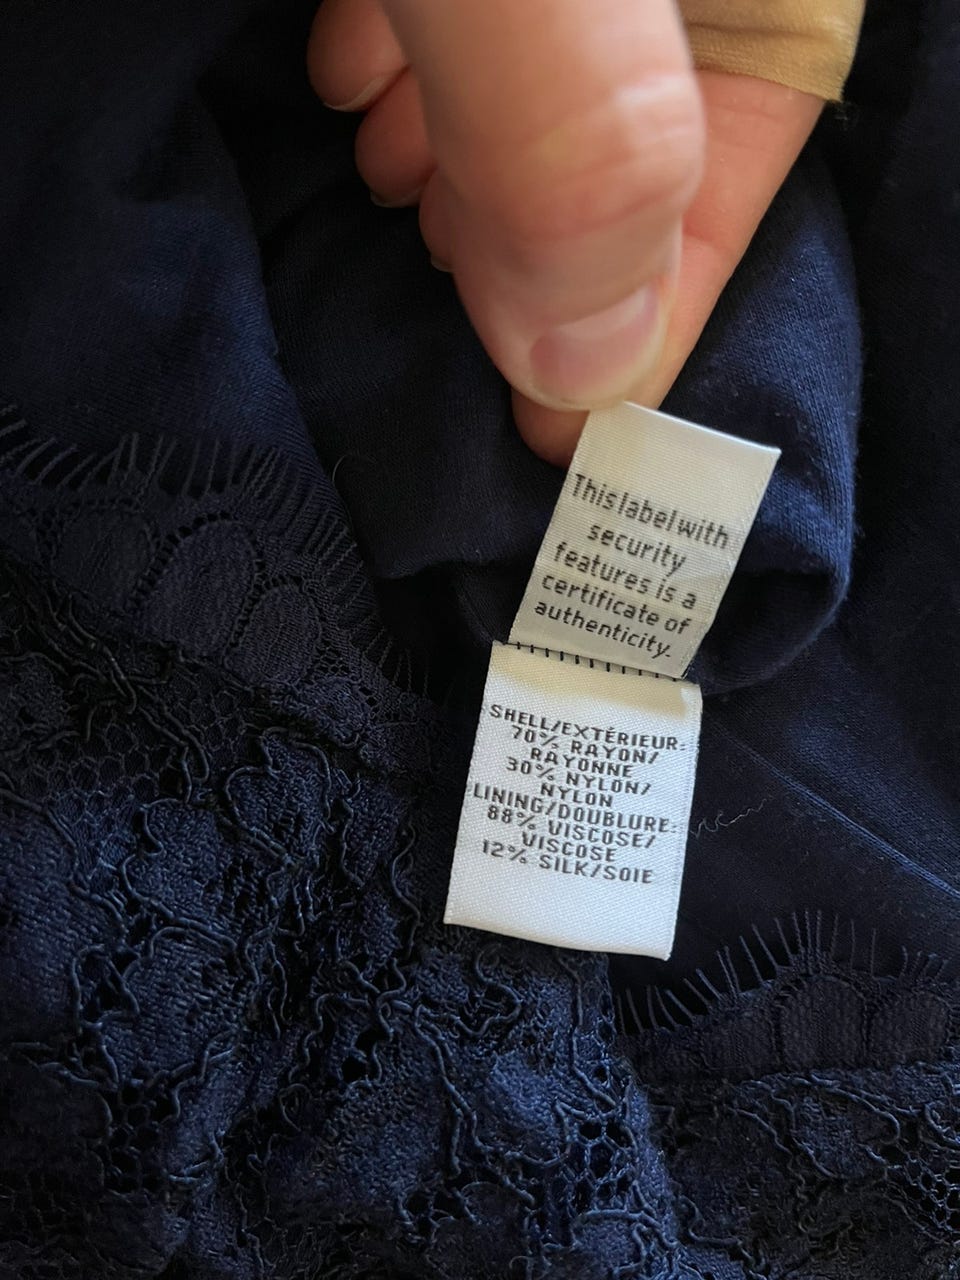 This label with
security
features is a
certificate of
authenticity.
SHELL/EXTÉRIEUR:
70% RAYON/
RAYONNE
30% NYLON/
NYLON
LINING/DOUBLURE:
88% VISCOSE/
VISCOSE
12% SILK/SOIE